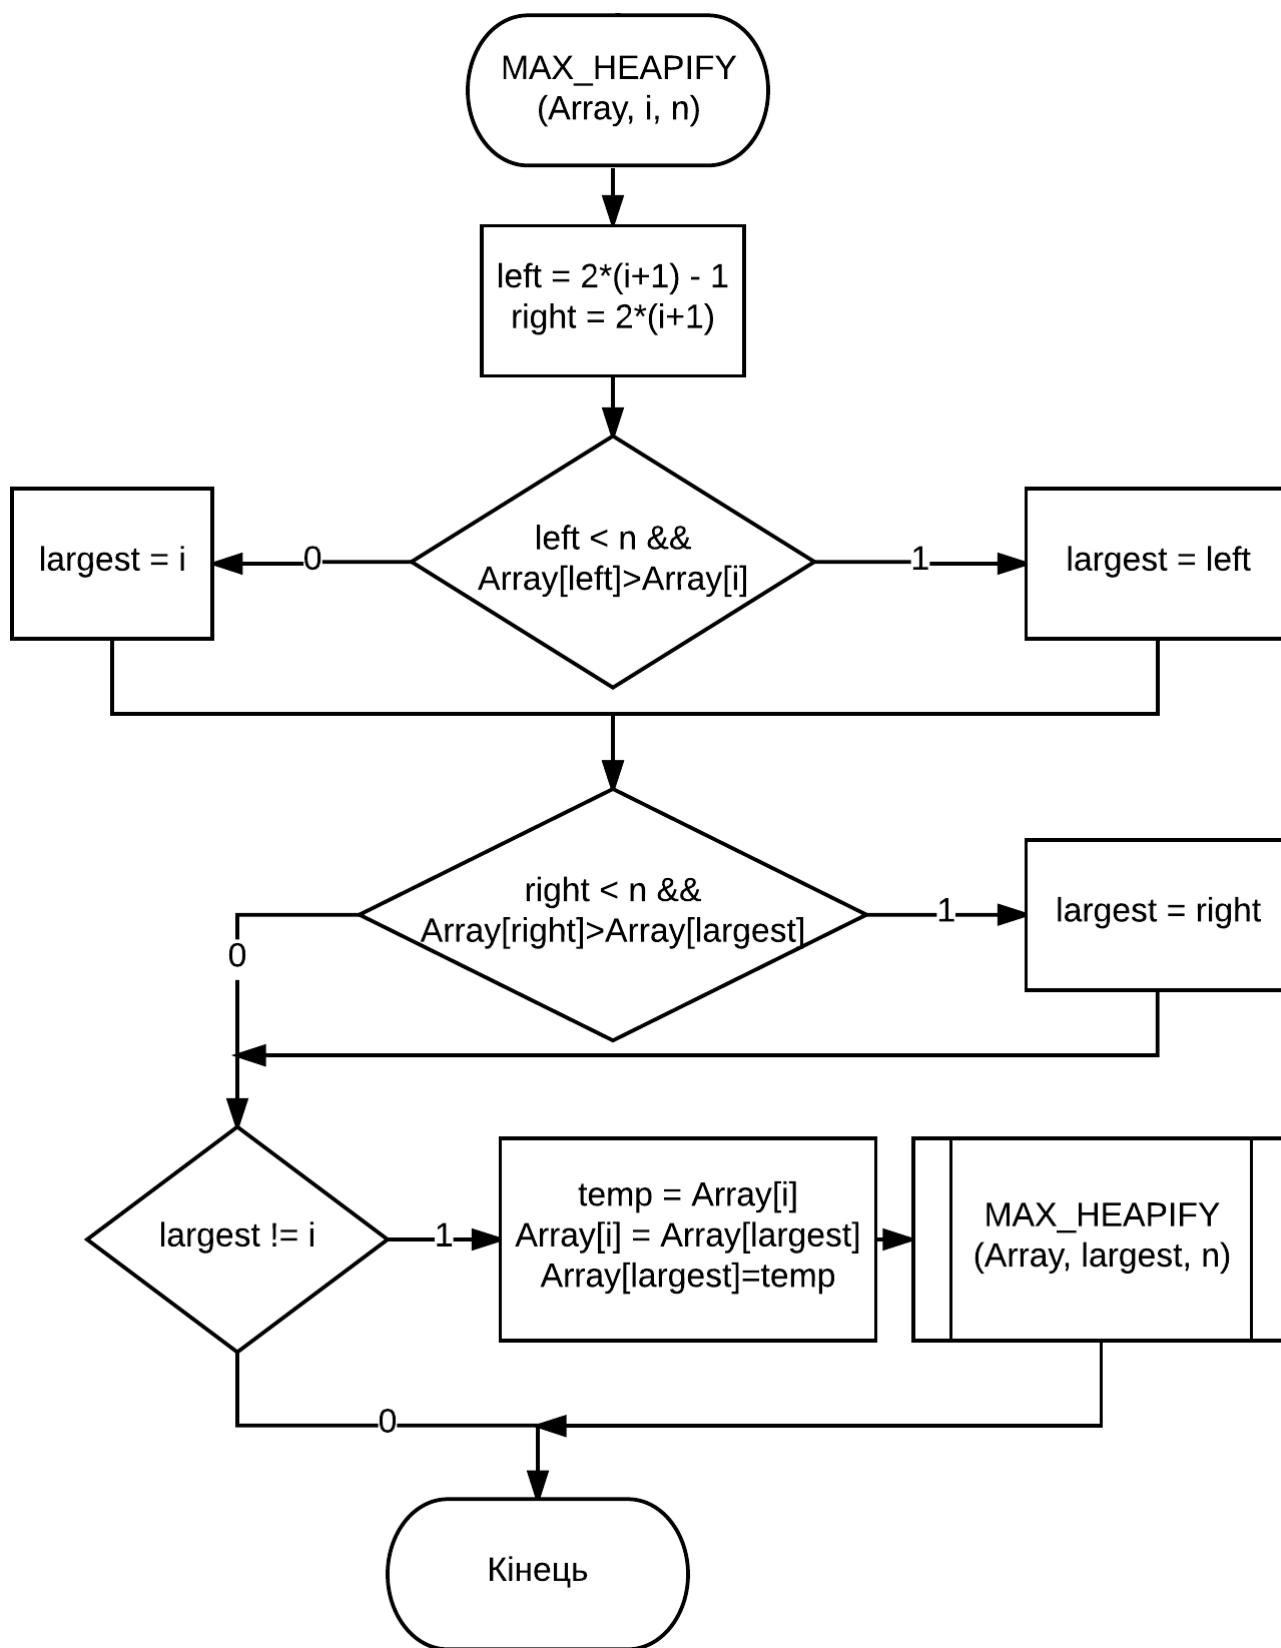 MAX_HEAPIFY
(Array, i, n)
left = 2*(i+1) - 1
right = 2*(i+1)
left < n &&
Array[left]>Array[i]
0
1
largest = i
largest = left
right < n &&
Array[right]>Array[largest]
0
1
largest = right
largest != i
1
temp = Array[i]
Array[i] = Array[largest]
Array[largest]=temp
MAX_HEAPIFY
(Array, largest, n)
0
Кінець